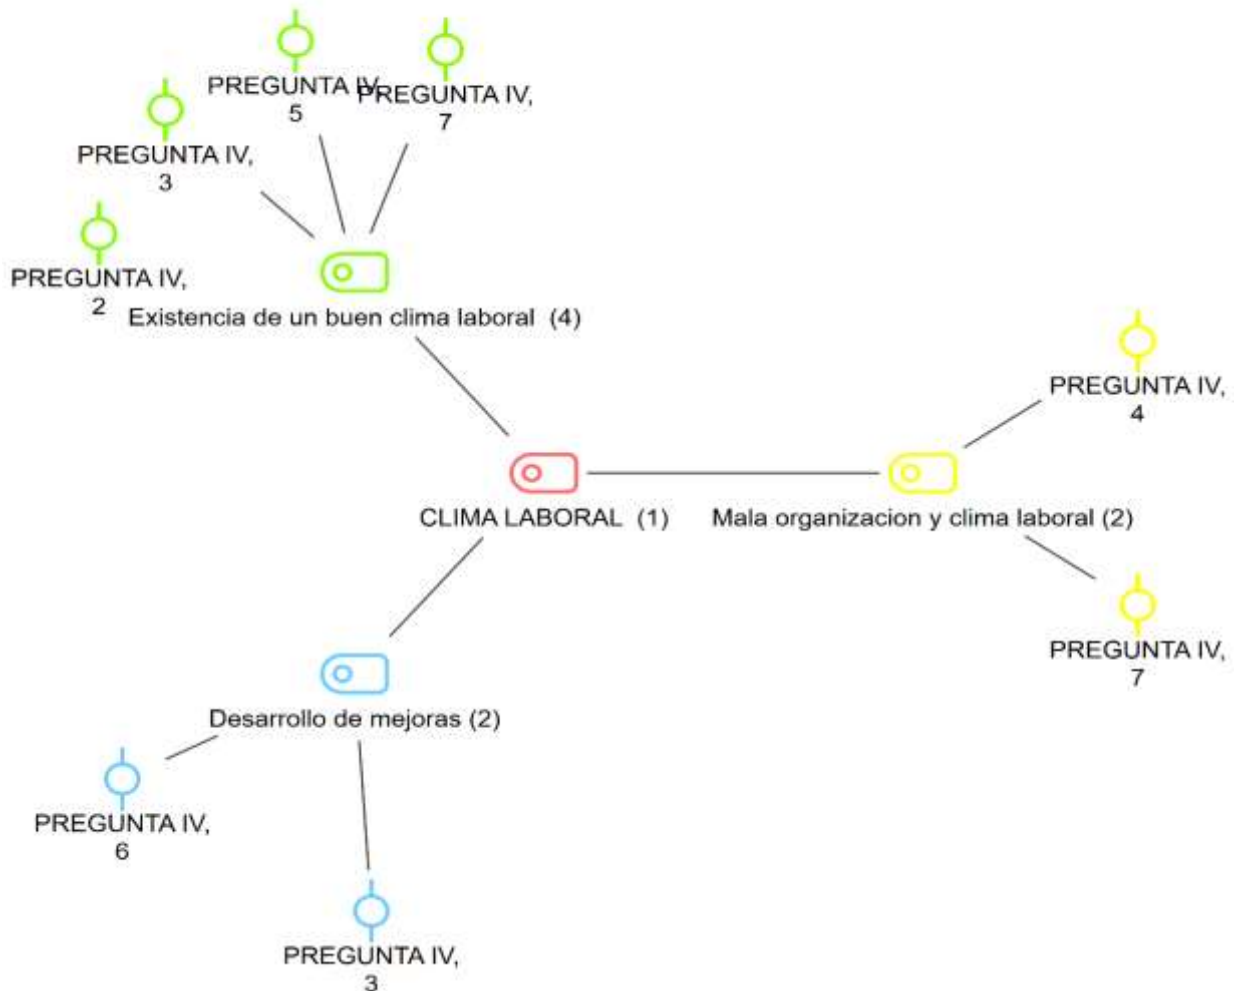 PREGUNTA IV,
5
PREGUNTA IV,
7
PREGUNTA IV,
3
PREGUNTA IV,
2
Existencia de un buen clima laboral (4)
PREGUNTA IV,
4
CLIMA LABORAL (1)
Mala organizacion y clima laboral (2)
PREGUNTA IV,
7
Desarrollo de mejoras (2)
PREGUNTA IV,
6
PREGUNTA IV,
3